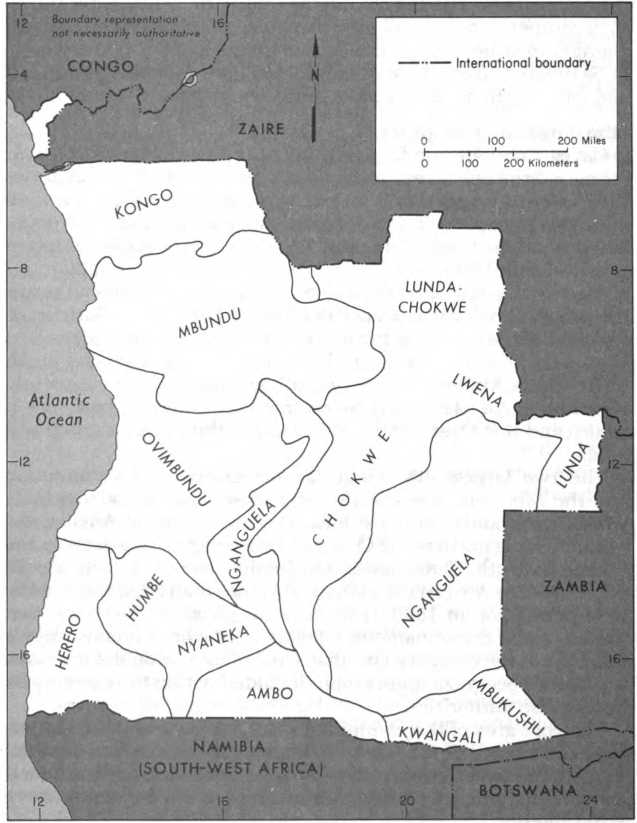 12
16
Boundary representation
not necessarily authoritative
CONGO
4
N
International boundary
ZAIRE
0 100 200 Miles
0 100 200 Kilometers
KONGO
8
8
LUNDA-
CHOKWE
MBUNDU
Atlantic
Ocean
LWENA
OVIMBUNDU
CHOKWE
LUNDA
12
12
NGANGUELA
NGANGUELA
ZAMBIA
HUMBE
HERERO
NYANEKA
16
16
AMBO
MBUKUSHU
KWANGALI
NAMIBIA
(SOUTH-WEST AFRICA)
BOTSWANA
12
16
20
24